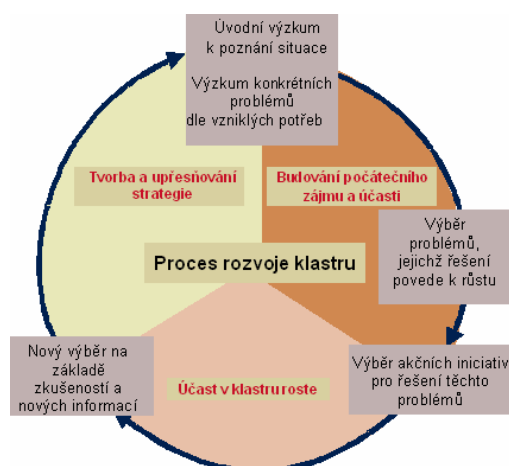 Úvodní výzkum
k poznání situace
Výzkum konkrétních
problémů
dle vzniklých potřeb
Tvorba a upřesňování
strategie
Budování počátečního
zájmu a účasti
Výběr
problémů,
jejichž řešení
povede k růstu
Proces rozvoje klastru
Nový výběr na
základě
zkušeností a
nových informací
Účast v klastru roste
Výběr akčních iniciativ
pro řešení těchto
problémů